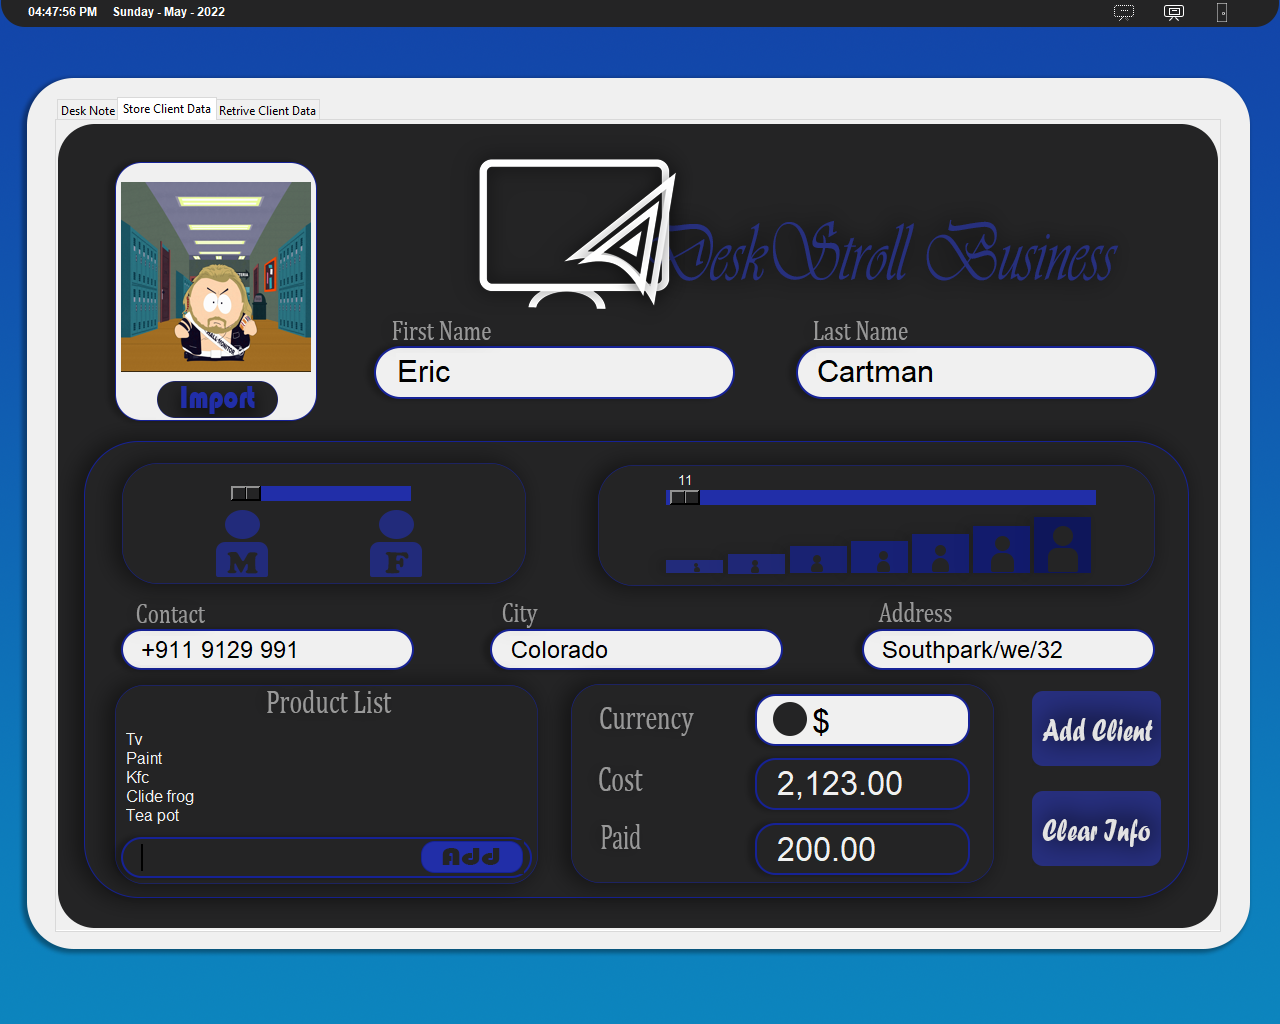 04:47:56 PM Sunday - May - 2022
Desk Note Store Client Data Retrive Client Data
DeskStroll Business
HALL MONITOR
Import
First Name Last Name
Eric Cartman
11
M F
Contact City Address
+911 9129 991 Colorado Southpark/we/32
Product List
Tv
Paint
Kfc
Clide frog
Tea pot
Add
Currency $
Cost 2,123.00
Paid 200.00
Add Client
Clear Info